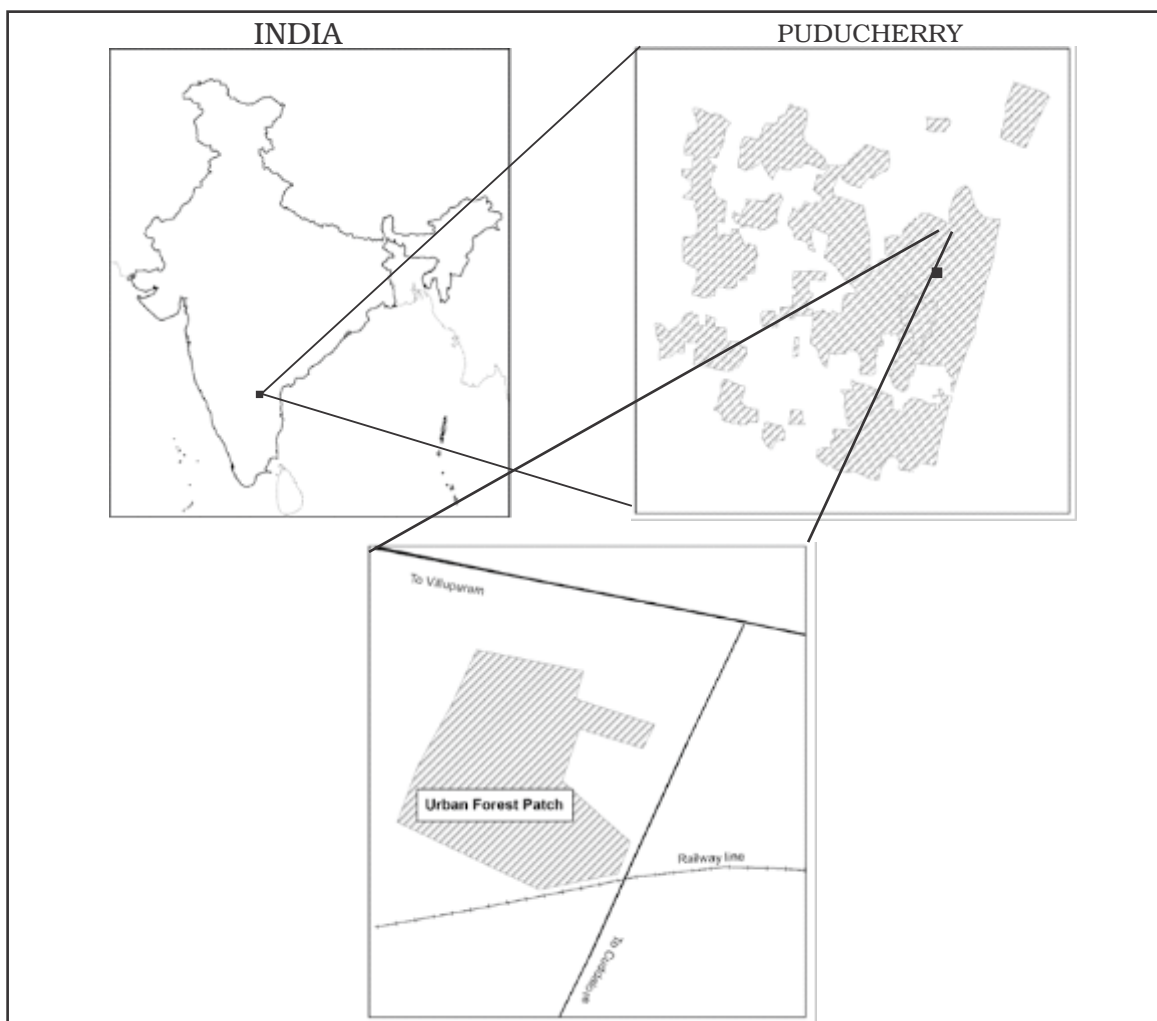 INDIA
PUDUCHERRY
To Villupuram
Urban Forest Patch
Railway line
To Cuddalore